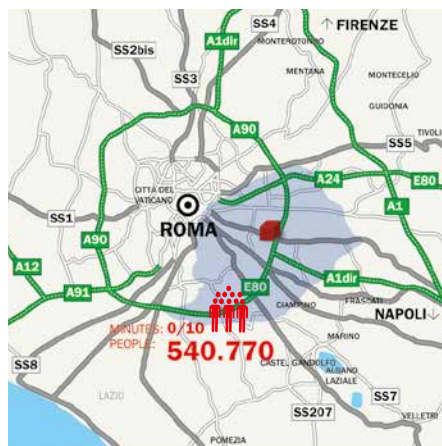 ↑ FIRENZE
SS4
A1dir
SS2bis
MONTEROTONDO
SS3
MENTANA
MONTECELIO
GUIDONIA
A90
TIVOLI
SS5
A24
E80
CITTÀ DEL
VATICANO
ROMA
SS1
A90
A1
A12
A91
E80
A1dir
CIAMPINO
FRASCATI
NAPOLI↓
MINUTES: 0/10
PEOPLE:
540.770
MARINO
SS8
CASTEL GANDOLFO
ALBANO
LAZIALE
LAZIO
SS7
SS207
VELLETRI
POMEZIA